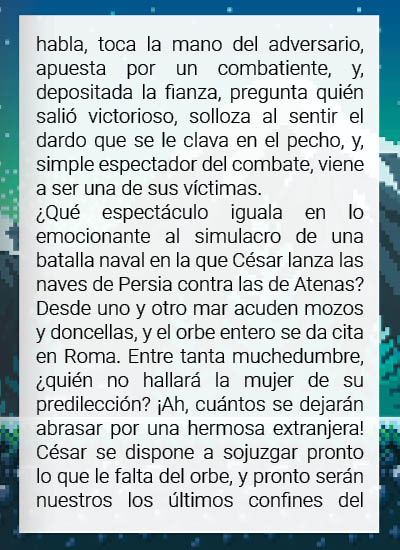 habla, toca la mano del adversario,
apuesta por un combatiente, y,
depositada la fianza, pregunta quién
salió victorioso, solloza al sentir el
dardo que se le clava en el pecho, y,
simple espectador del combate, viene
a ser una de sus víctimas.
¿Qué espectáculo iguala en lo
emocionante al simulacro de una
batalla naval en la que César lanza las
naves de Persia contra las de Atenas?
Desde uno y otro mar acuden mozos
y doncellas, y el orbe entero se da cita
en Roma. Entre tanta muchedumbre,
¿quién no hallará la mujer de su
predilección? ¡Ah, cuántos se dejarán
abrasar por una hermosa extranjera!
César se dispone a sojuzgar pronto
lo que le falta del orbe, y pronto serán
nuestros los últimos confines del